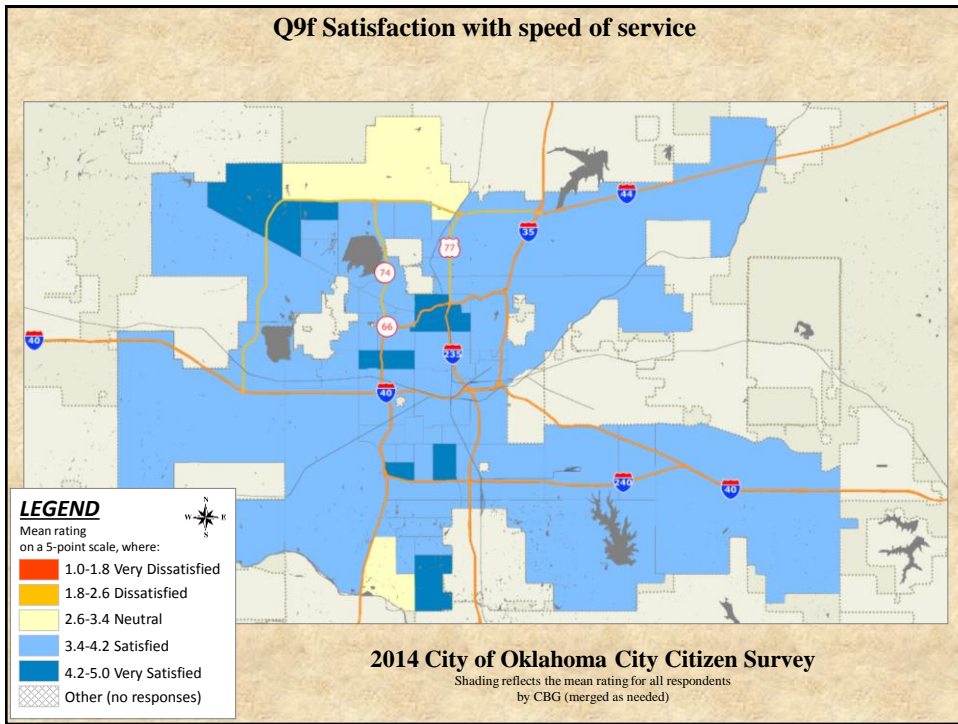 Q9f Satisfaction with speed of service
44
35
77
74
66
40
235
40
240
40
LEGEND
N
W E
S
Mean rating
on a 5-point scale, where:
1.0-1.8 Very Dissatisfied
1.8-2.6 Dissatisfied
2.6-3.4 Neutral
3.4-4.2 Satisfied
4.2-5.0 Very Satisfied
Other (no responses)
2014 City of Oklahoma City Citizen Survey
Shading reflects the mean rating for all respondents
by CBG (merged as needed)